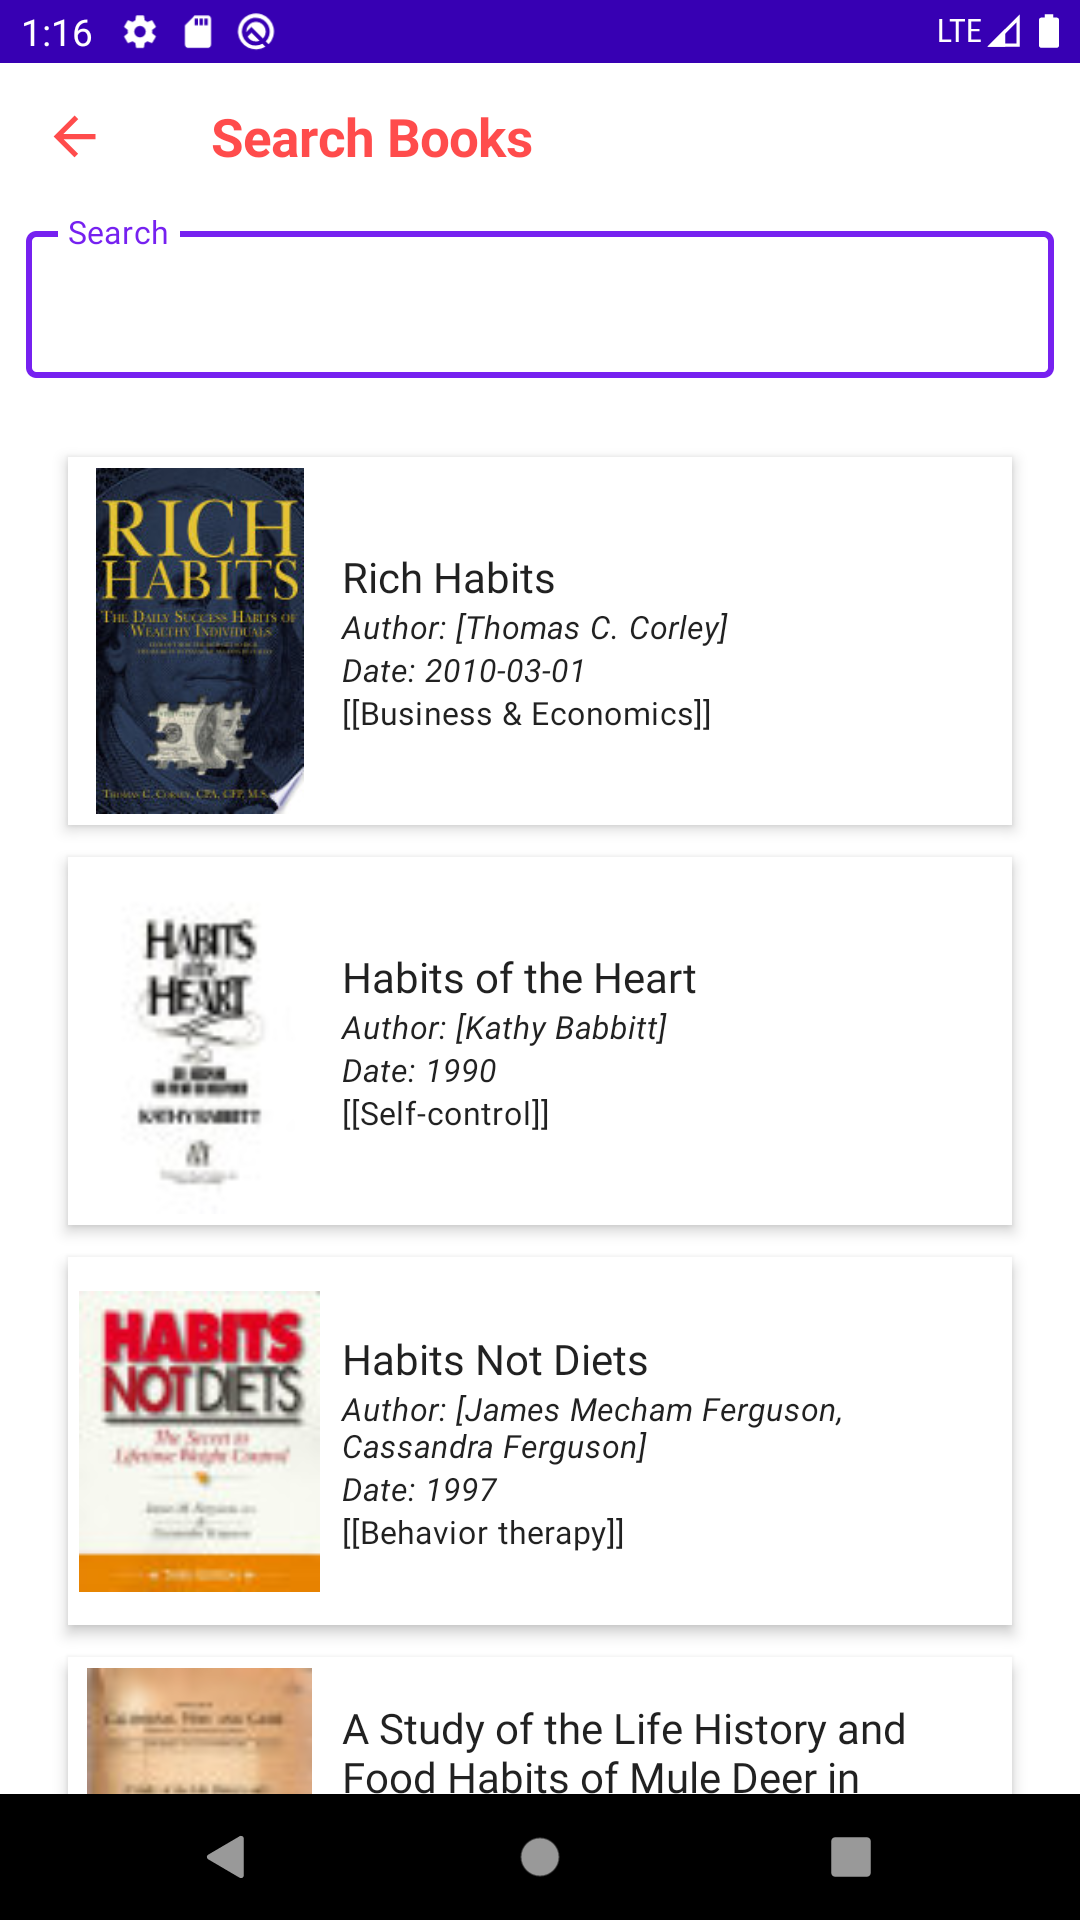 1:16
LTE
Search Books
Search
RICH
HABITS
THE DAILY SUCCESS HABITS OF
WEALTHY INDIVIDUALS
THOMAS C. CORLEY, CPA, CFP, M.S.
Rich Habits
Author: [Thomas C. Corley]
Date: 2010-03-01
[[Business & Economics]]
HABITS
of the
HEART
KATHY BABBITT
Habits of the Heart
Author: [Kathy Babbitt]
Date: 1990
[[Self-control]]
HABITS
NOT DIETS
The Secret to
Lifetime Weight Control
Habits Not Diets
Author: [James Mecham Ferguson,
Cassandra Ferguson]
Date: 1997
[[Behavior therapy]]
A Study of the Life History and
Food Habits of Mule Deer in